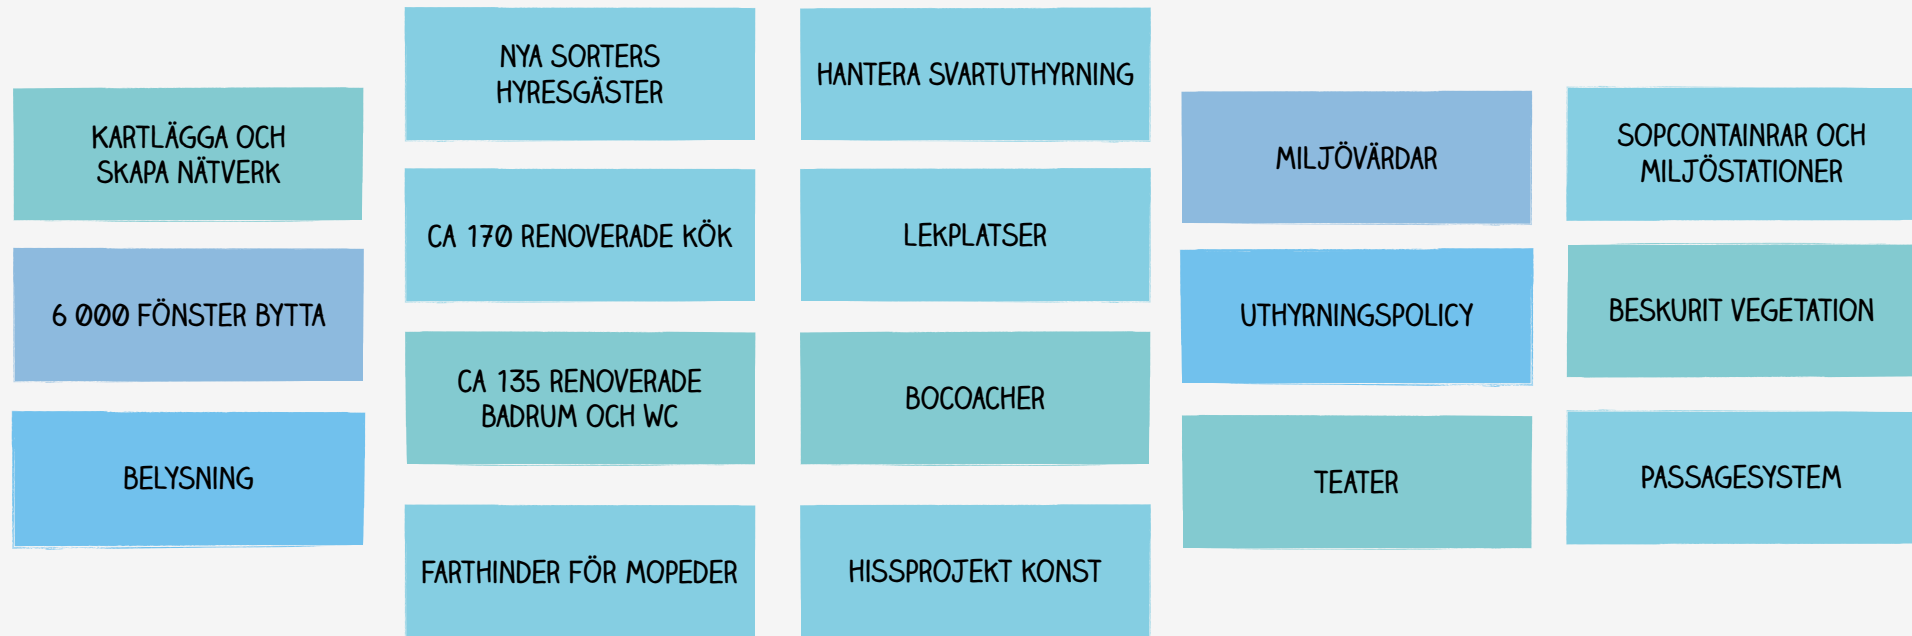 KARTLÄGGA OCH
SKAPA NÄTVERK
6 000 FÖNSTER BYTTA
BELYSNING
NYA SORTERS
HYRESGÄSTER
CA 170 RENOVERADE KÖK
CA 135 RENOVERADE
BADRUM OCH WC
FARTHINDER FÖR MOPEDER
HANTERA SVARTUTHYRNING
LEKPLATSER
BOCOACHER
HISSPROJEKT KONST
MILJÖVÄRDAR
UTHYRNINGSPOLICY
TEATER
SOPCONTAINRAR OCH
MILJÖSTATIONER
BESKURIT VEGETATION
PASSAGESYSTEM